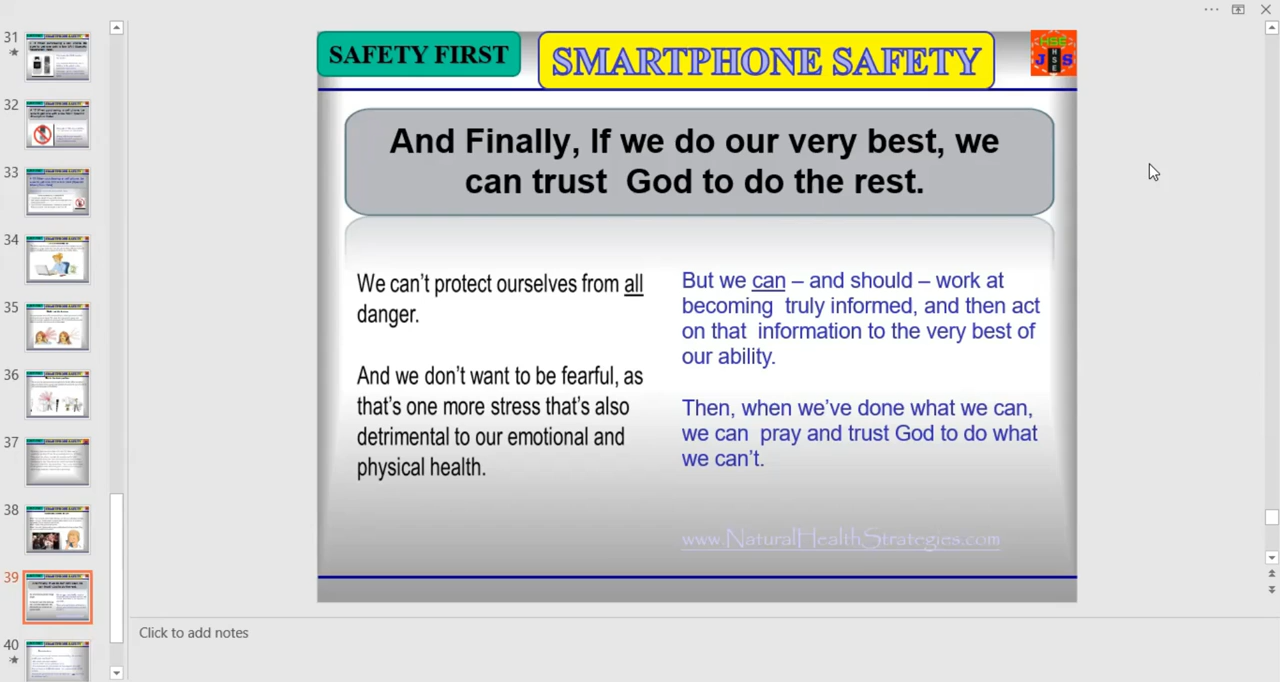 31
32
33
34
35
36
37
38
39
40
SAFETY FIRST
SMARTPHONE SAFETY
HSE
J HSE S
And Finally, If we do our very best, we
can trust God to do the rest.
We can’t protect ourselves from all
danger.
And we don’t want to be fearful, as
that’s one more stress that’s also
detrimental to our emotional and
physical health.
But we can – and should – work at
becoming truly informed, and then act
on that information to the very best of
our ability.
Then, when we’ve done what we can,
we can pray and trust God to do what
we can’t.
www.NaturalHealthStrategies.com
Click to add notes